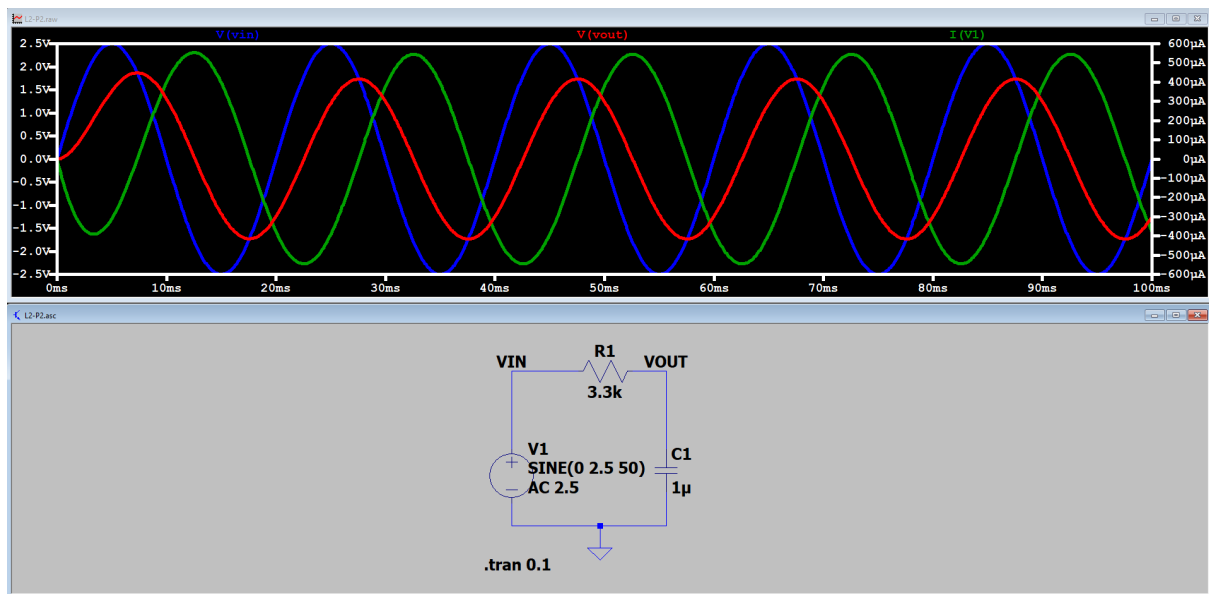 L2-P2.raw
V(vin) V(vout) I(V1)
2.5V 600µA
2.0V 500µA
400µA
1.5V 300µA
1.0V 200µA
0.5V 100µA
0.0V 0µA
-0.5V -100µA
-1.0V -200µA
-1.5V -300µA
-400µA
-2.0V -500µA
-2.5V -600µA
0ms 10ms 20ms 30ms 40ms 50ms 60ms 70ms 80ms 90ms 100ms
L2-P2.asc
VIN R1 VOUT
3.3k
V1 C1
SINE(0 2.5 50)
AC 2.5 1µ
.tran 0.1